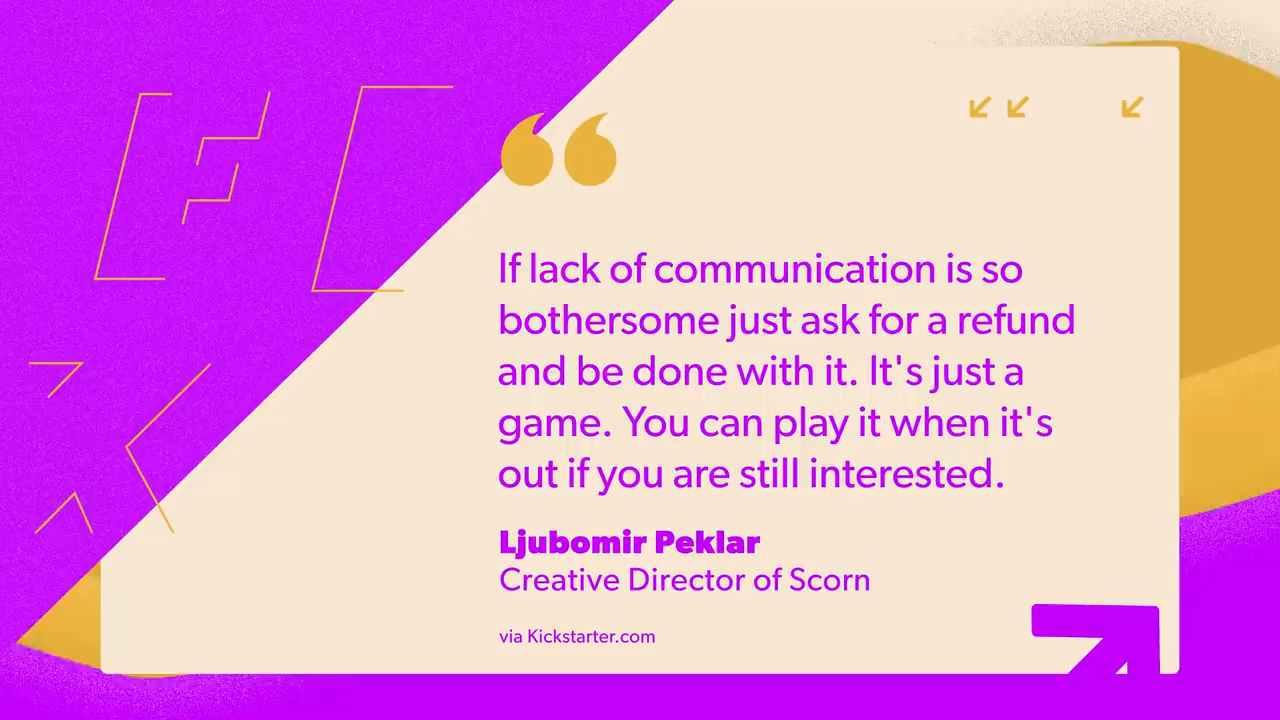 If lack of communication is so
bothersome just ask for a refund
and be done with it. It's just a
game. You can play it when it's
out if you are still interested.
Ljubomir Peklar
Creative Director of Scorn
via Kickstarter.com